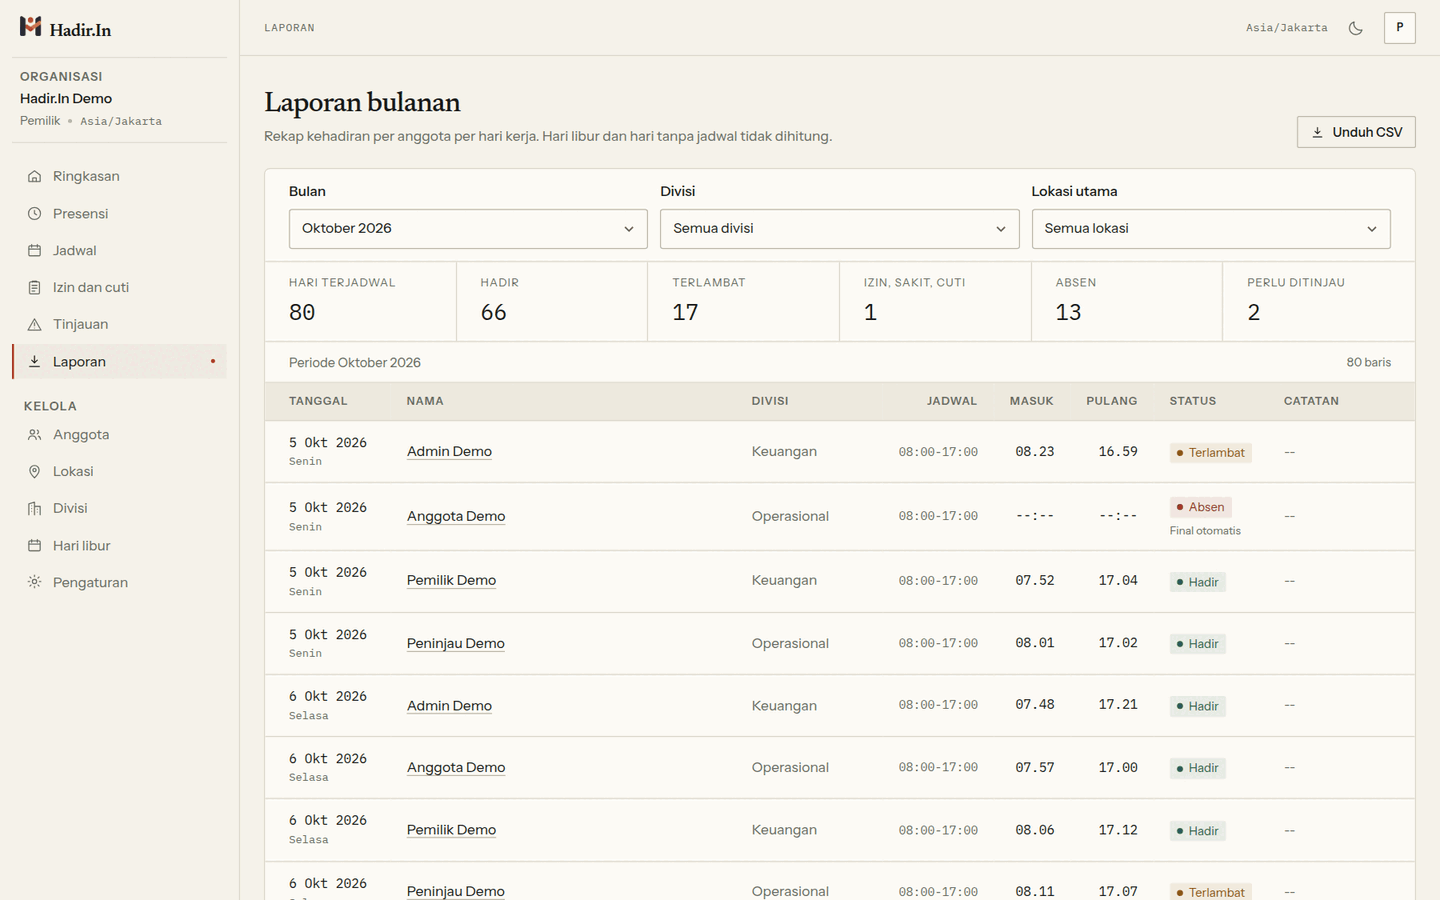 Hadir.In
ORGANISASI
Hadir.In Demo
Pemilik • Asia/Jakarta
Ringkasan
Presensi
Jadwal
Izin dan cuti
Tinjauan
Laporan
KELOLA
Anggota
Lokasi
Divisi
Hari libur
Pengaturan
LAPORAN
Asia/Jakarta
P
Laporan bulanan
Rekap kehadiran per anggota per hari kerja. Hari libur dan hari tanpa jadwal tidak dihitung.
Unduh CSV
Bulan Divisi Lokasi utama
Oktober 2026 Semua divisi Semua lokasi
HARI TERJADWAL HADIR TERLAMBAT IZIN, SAKIT, CUTI ABSEN PERLU DITINJAU
80 66 17 1 13 2
Periode Oktober 2026 80 baris
TANGGAL NAMA DIVISI JADWAL MASUK PULANG STATUS CATATAN
5 Okt 2026 Admin Demo Keuangan 08:00-17:00 08.23 16.59 Terlambat --
Senin
5 Okt 2026 Anggota Demo Operasional 08:00-17:00 --:-- --:-- Absen --
Senin Final otomatis
5 Okt 2026 Pemilik Demo Keuangan 08:00-17:00 07.52 17.04 Hadir --
Senin
5 Okt 2026 Peninjau Demo Operasional 08:00-17:00 08.01 17.02 Hadir --
Senin
6 Okt 2026 Admin Demo Keuangan 08:00-17:00 07.48 17.21 Hadir --
Selasa
6 Okt 2026 Anggota Demo Operasional 08:00-17:00 07.57 17.00 Hadir --
Selasa
6 Okt 2026 Pemilik Demo Keuangan 08:00-17:00 08.06 17.12 Hadir --
Selasa
6 Okt 2026 Peninjau Demo Operasional 08:00-17:00 08.11 17.07 Terlambat --